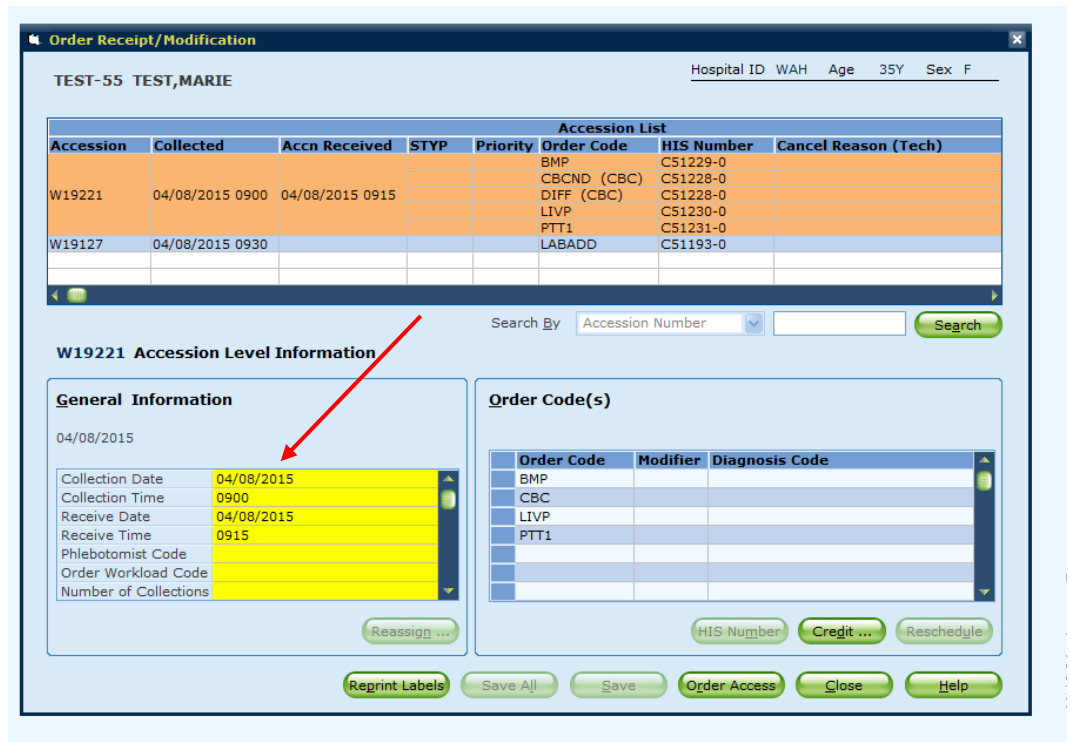 Order Receipt/Modification
TEST-55 TEST,MARIE
Hospital ID WAH Age 35Y Sex F
Accession List
Accession Collected Accn Received STYP Priority Order Code HIS Number Cancel Reason (Tech)
BMP C51229-0
CBCND (CBC) C51228-0
W19221 04/08/2015 0900 04/08/2015 0915 DIFF (CBC) C51228-0
LIVP C51230-0
PTT1 C51231-0
W19127 04/08/2015 0930 LABADD C51193-0
Search By Accession Number Search
W19221 Accession Level Information
General Information
04/08/2015
Collection Date 04/08/2015
Collection Time 0900
Receive Date 04/08/2015
Receive Time 0915
Phlebotomist Code
Order Workload Code
Number of Collections
Reassign ...
Order Code(s)
Order Code Modifier Diagnosis Code
BMP
CBC
LIVP
PTT1
HIS Number Credit ... Reschedule
Reprint Labels Save All Save Order Access Close Help